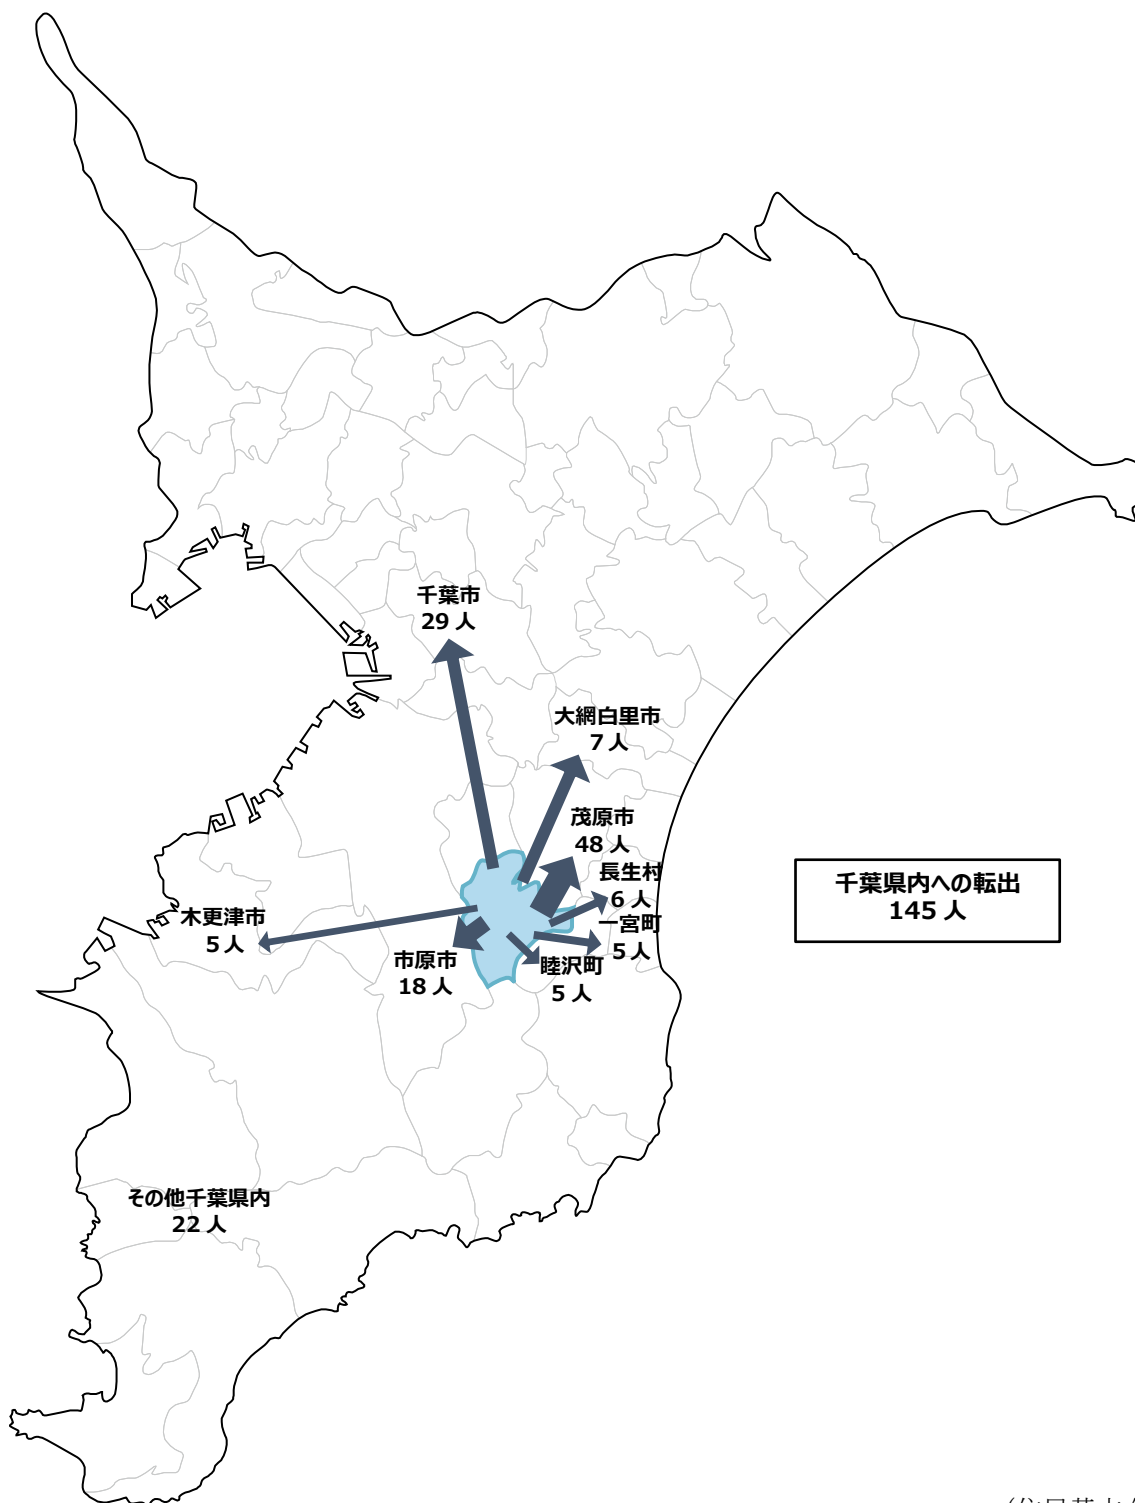 千葉市
29 人
大網白里市
7 人
茂原市
48 人
長生村
6 人
一宮町
5 人
睦沢町
5 人
市原市
18 人
木更津市
5 人
千葉県内への転出
145 人
その他千葉県内
22 人